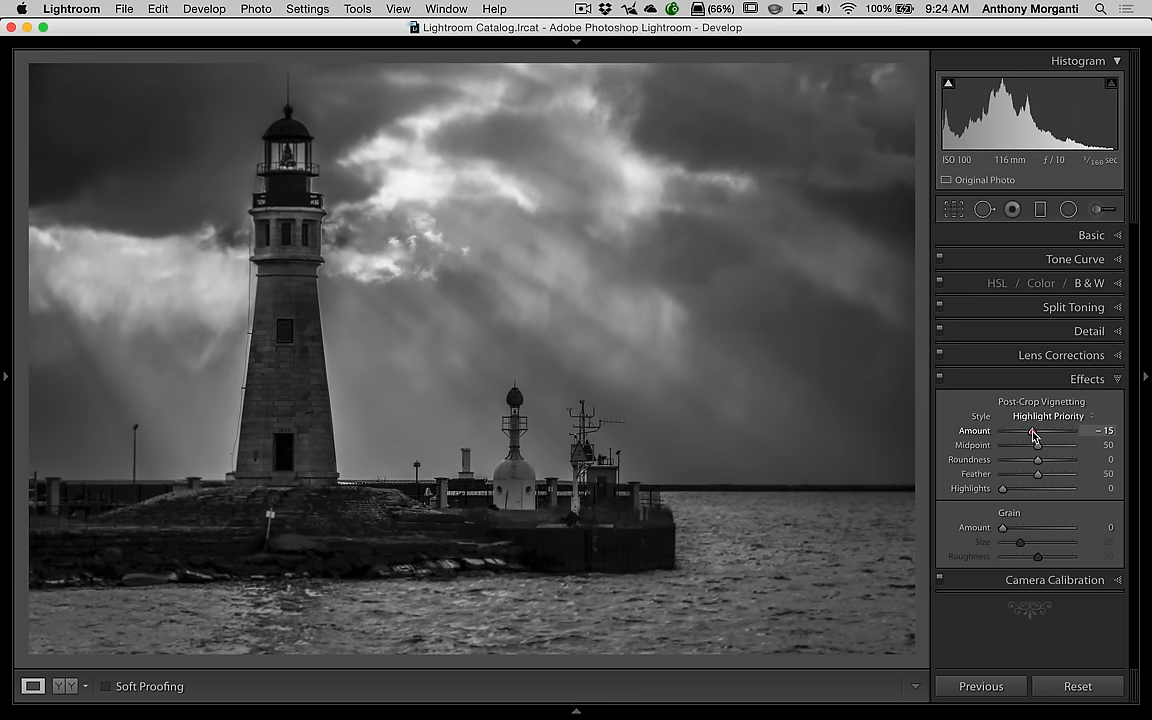 Lightroom File Edit Develop Photo Settings Tools View Window Help (66%) 100% 9:24 AM Anthony Morganti
Lightroom Catalog.lrcat - Adobe Photoshop Lightroom - Develop
Histogram
ISO 100 116 mm ƒ / 10 1/160 sec
Original Photo
Basic
Tone Curve
HSL / Color / B & W
Split Toning
Detail
Lens Corrections
Effects
Post-Crop Vignetting
Style Highlight Priority
Amount – 15
Midpoint 50
Roundness 0
Feather 50
Highlights 0
Grain
Amount 0
Size 25
Roughness 50
Camera Calibration
Y Y Soft Proofing Previous Reset